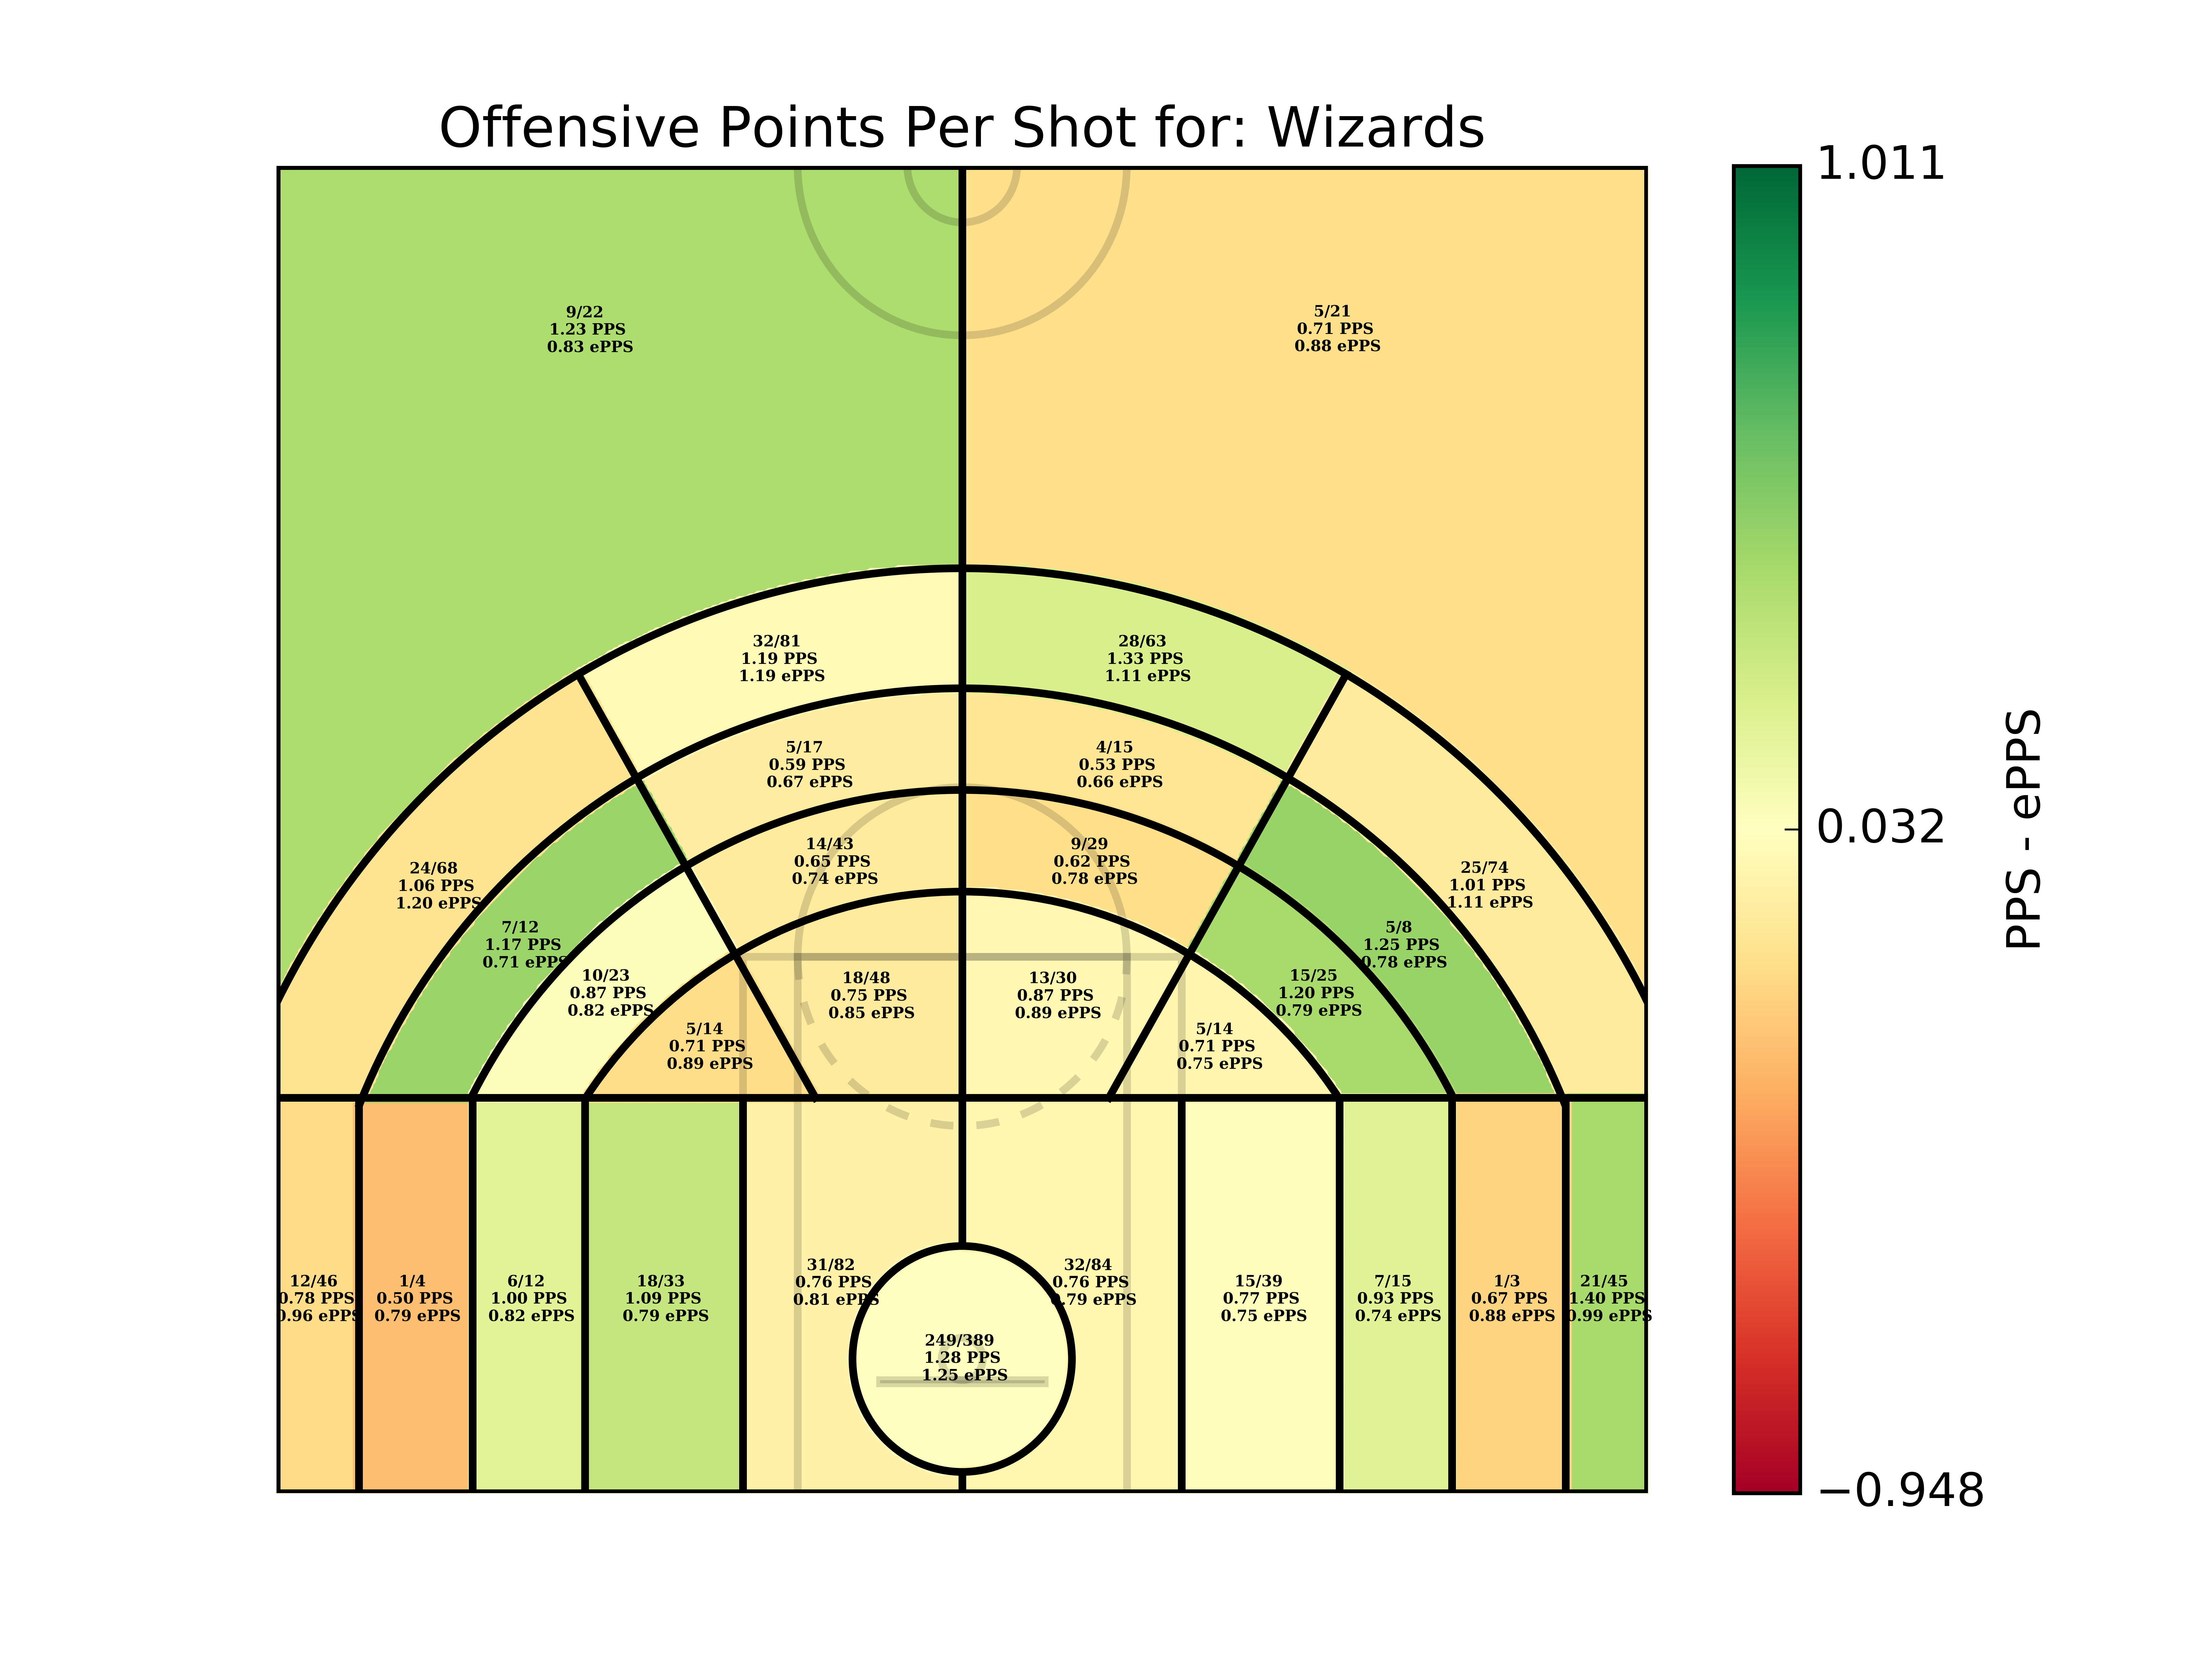 Offensive Points Per Shot for: Wizards
1.011
0.032
−0.948
PPS - ePPS
9/22
1.23 PPS
0.83 ePPS
5/21
0.71 PPS
0.88 ePPS
32/81
1.19 PPS
1.19 ePPS
28/63
1.33 PPS
1.11 ePPS
5/17
0.59 PPS
0.67 ePPS
4/15
0.53 PPS
0.66 ePPS
14/43
0.65 PPS
0.74 ePPS
9/29
0.62 PPS
0.78 ePPS
24/68
1.06 PPS
1.20 ePPS
25/74
1.01 PPS
1.11 ePPS
7/12
1.17 PPS
0.71 ePPS
5/8
1.25 PPS
0.78 ePPS
10/23
0.87 PPS
0.82 ePPS
15/25
1.20 PPS
0.79 ePPS
18/48
0.75 PPS
0.85 ePPS
13/30
0.87 PPS
0.89 ePPS
5/14
0.71 PPS
0.89 ePPS
5/14
0.71 PPS
0.75 ePPS
12/46
0.78 PPS
0.96 ePPS
1/4
0.50 PPS
0.79 ePPS
6/12
1.00 PPS
0.82 ePPS
18/33
1.09 PPS
0.79 ePPS
31/82
0.76 PPS
0.81 ePPS
32/84
0.76 PPS
0.79 ePPS
15/39
0.77 PPS
0.75 ePPS
7/15
0.93 PPS
0.74 ePPS
1/3
0.67 PPS
0.88 ePPS
21/45
1.40 PPS
0.99 ePPS
249/389
1.28 PPS
1.25 ePPS